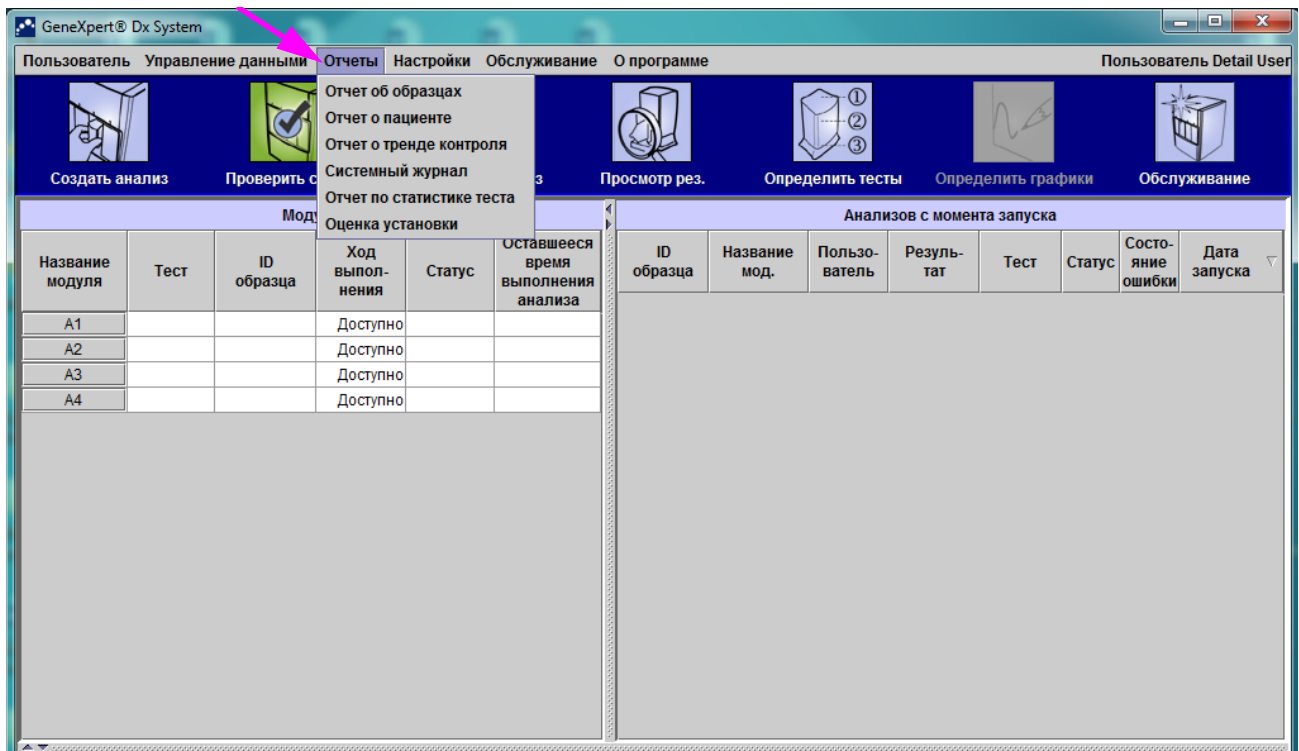 GeneXpert® Dx System
Пользователь Управление данными Отчеты Настройки Обслуживание О программе Пользователь Detail User
Отчет об образцах
Отчет о пациенте
Отчет о тренде контроля
Системный журнал
Отчет по статистике теста
Оценка установки
1
2
3
Создать анализ Проверить Просмотр рез. Определить тесты Определить графики Обслуживание
Анализов с момента запуска
Название модуля
Тест
ID образца
Ход выпол-нения
Статус
Оставшееся время выполнения анализа
ID образца
Название мод.
Пользо-ватель
Резуль-тат
Тест
Статус
Состо-яние ошибки
Дата запуска
A1 Доступно
A2 Доступно
A3 Доступно
A4 Доступно